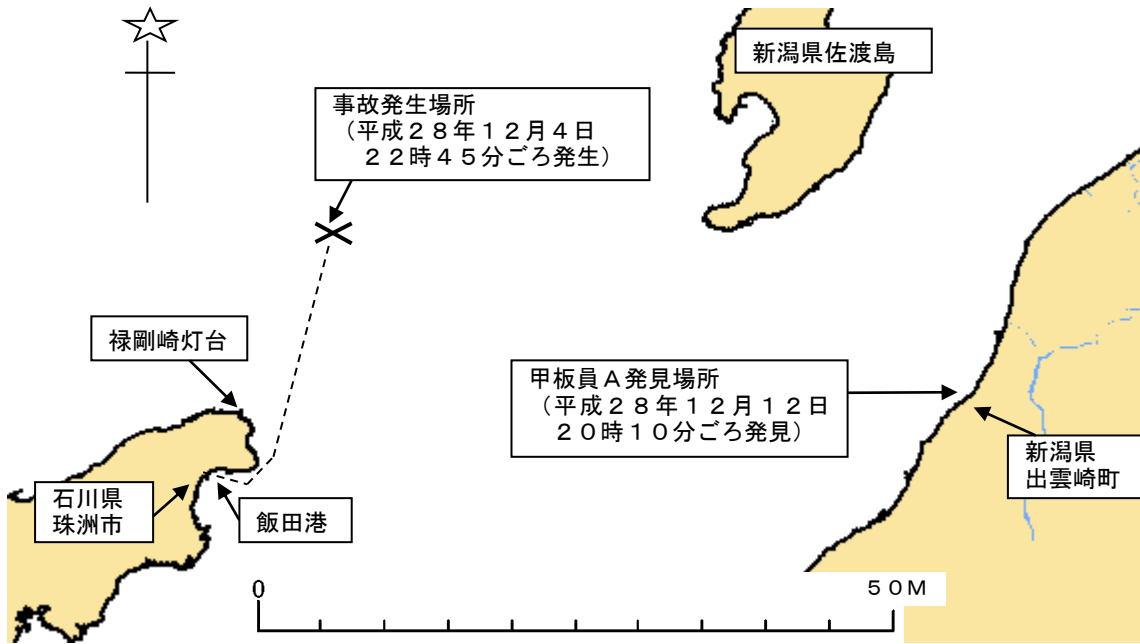 新潟県佐渡島
事故発生場所
（平成２８年１２月４日
２２時４５分ごろ発生）
禄剛崎灯台
甲板員Ａ発見場所
（平成２８年１２月１２日
２０時１０分ごろ発見）
新潟県
出雲崎町
石川県
珠洲市
飯田港
0
５０Ｍ